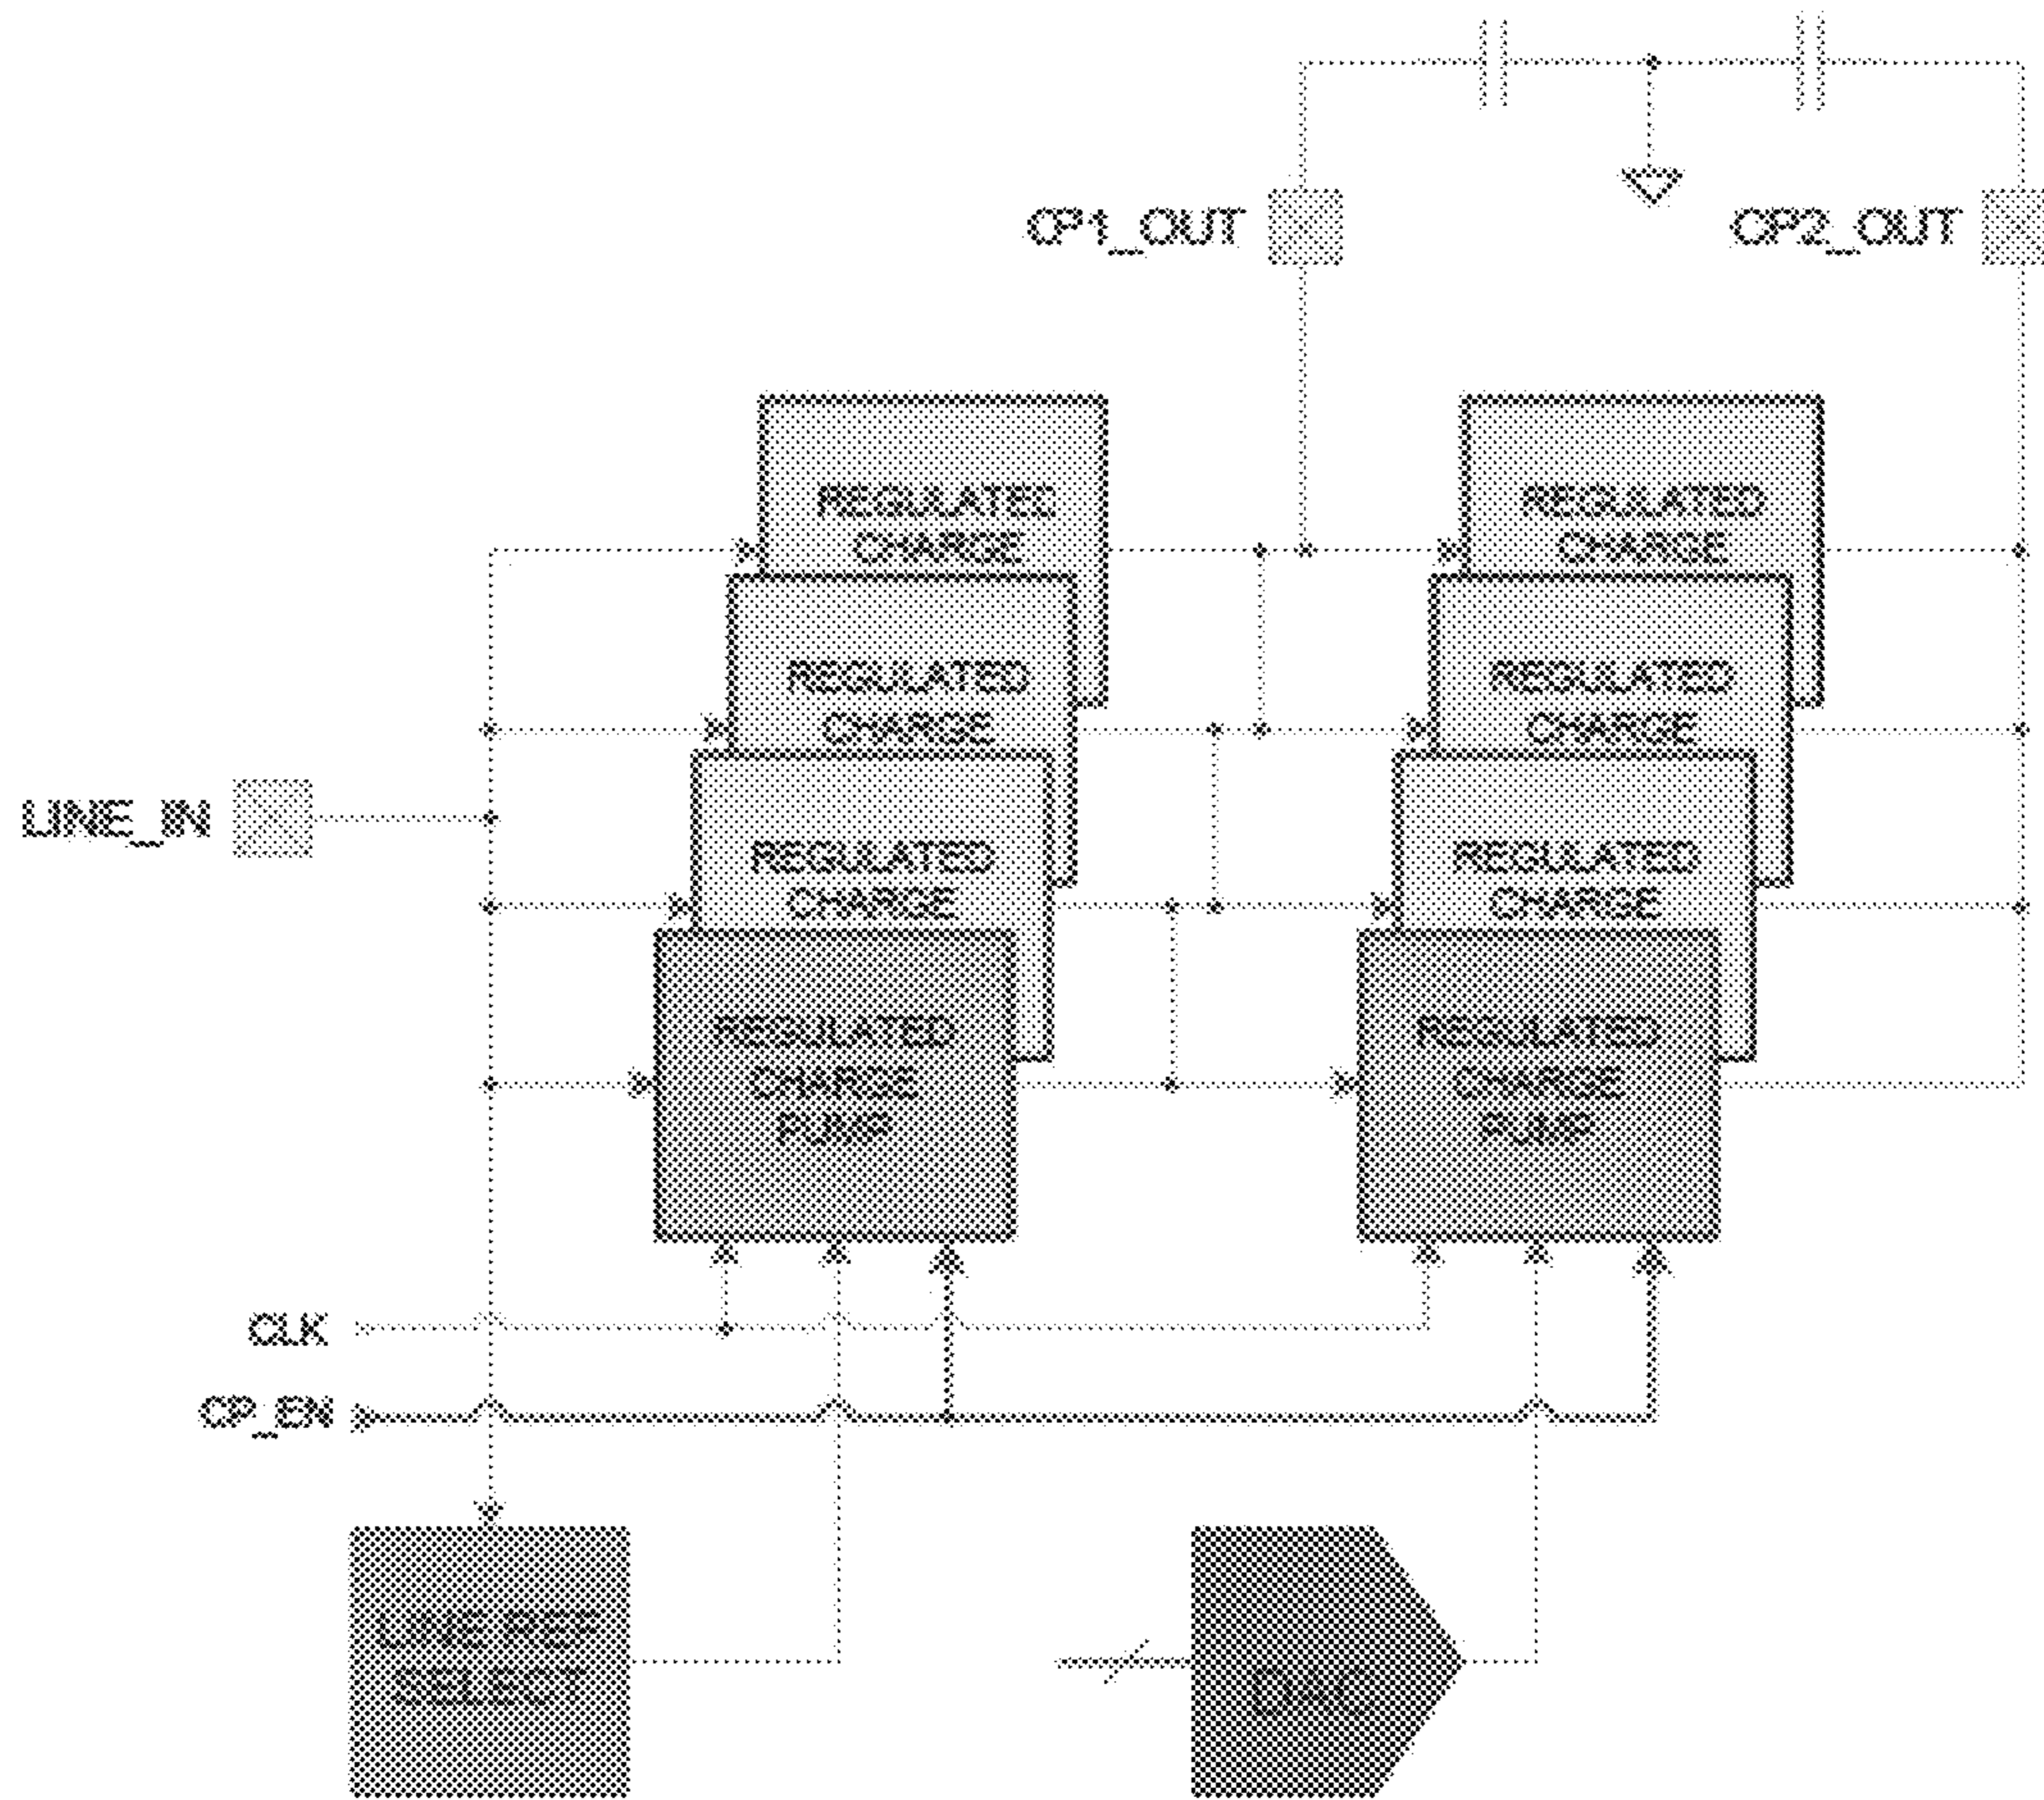 CP1_OUT
CP2_OUT
REGULATED
CHARGE
REGULATED
CHARGE
REGULATED
CHARGE
REGULATED
CHARGE
LINE_IN
REGULATED
CHARGE
REGULATED
CHARGE
REGULATED
CHARGE
PUMP
REGULATED
CHARGE
PUMP
CLK
CP_EN
LINE REF
SELECT
DAC